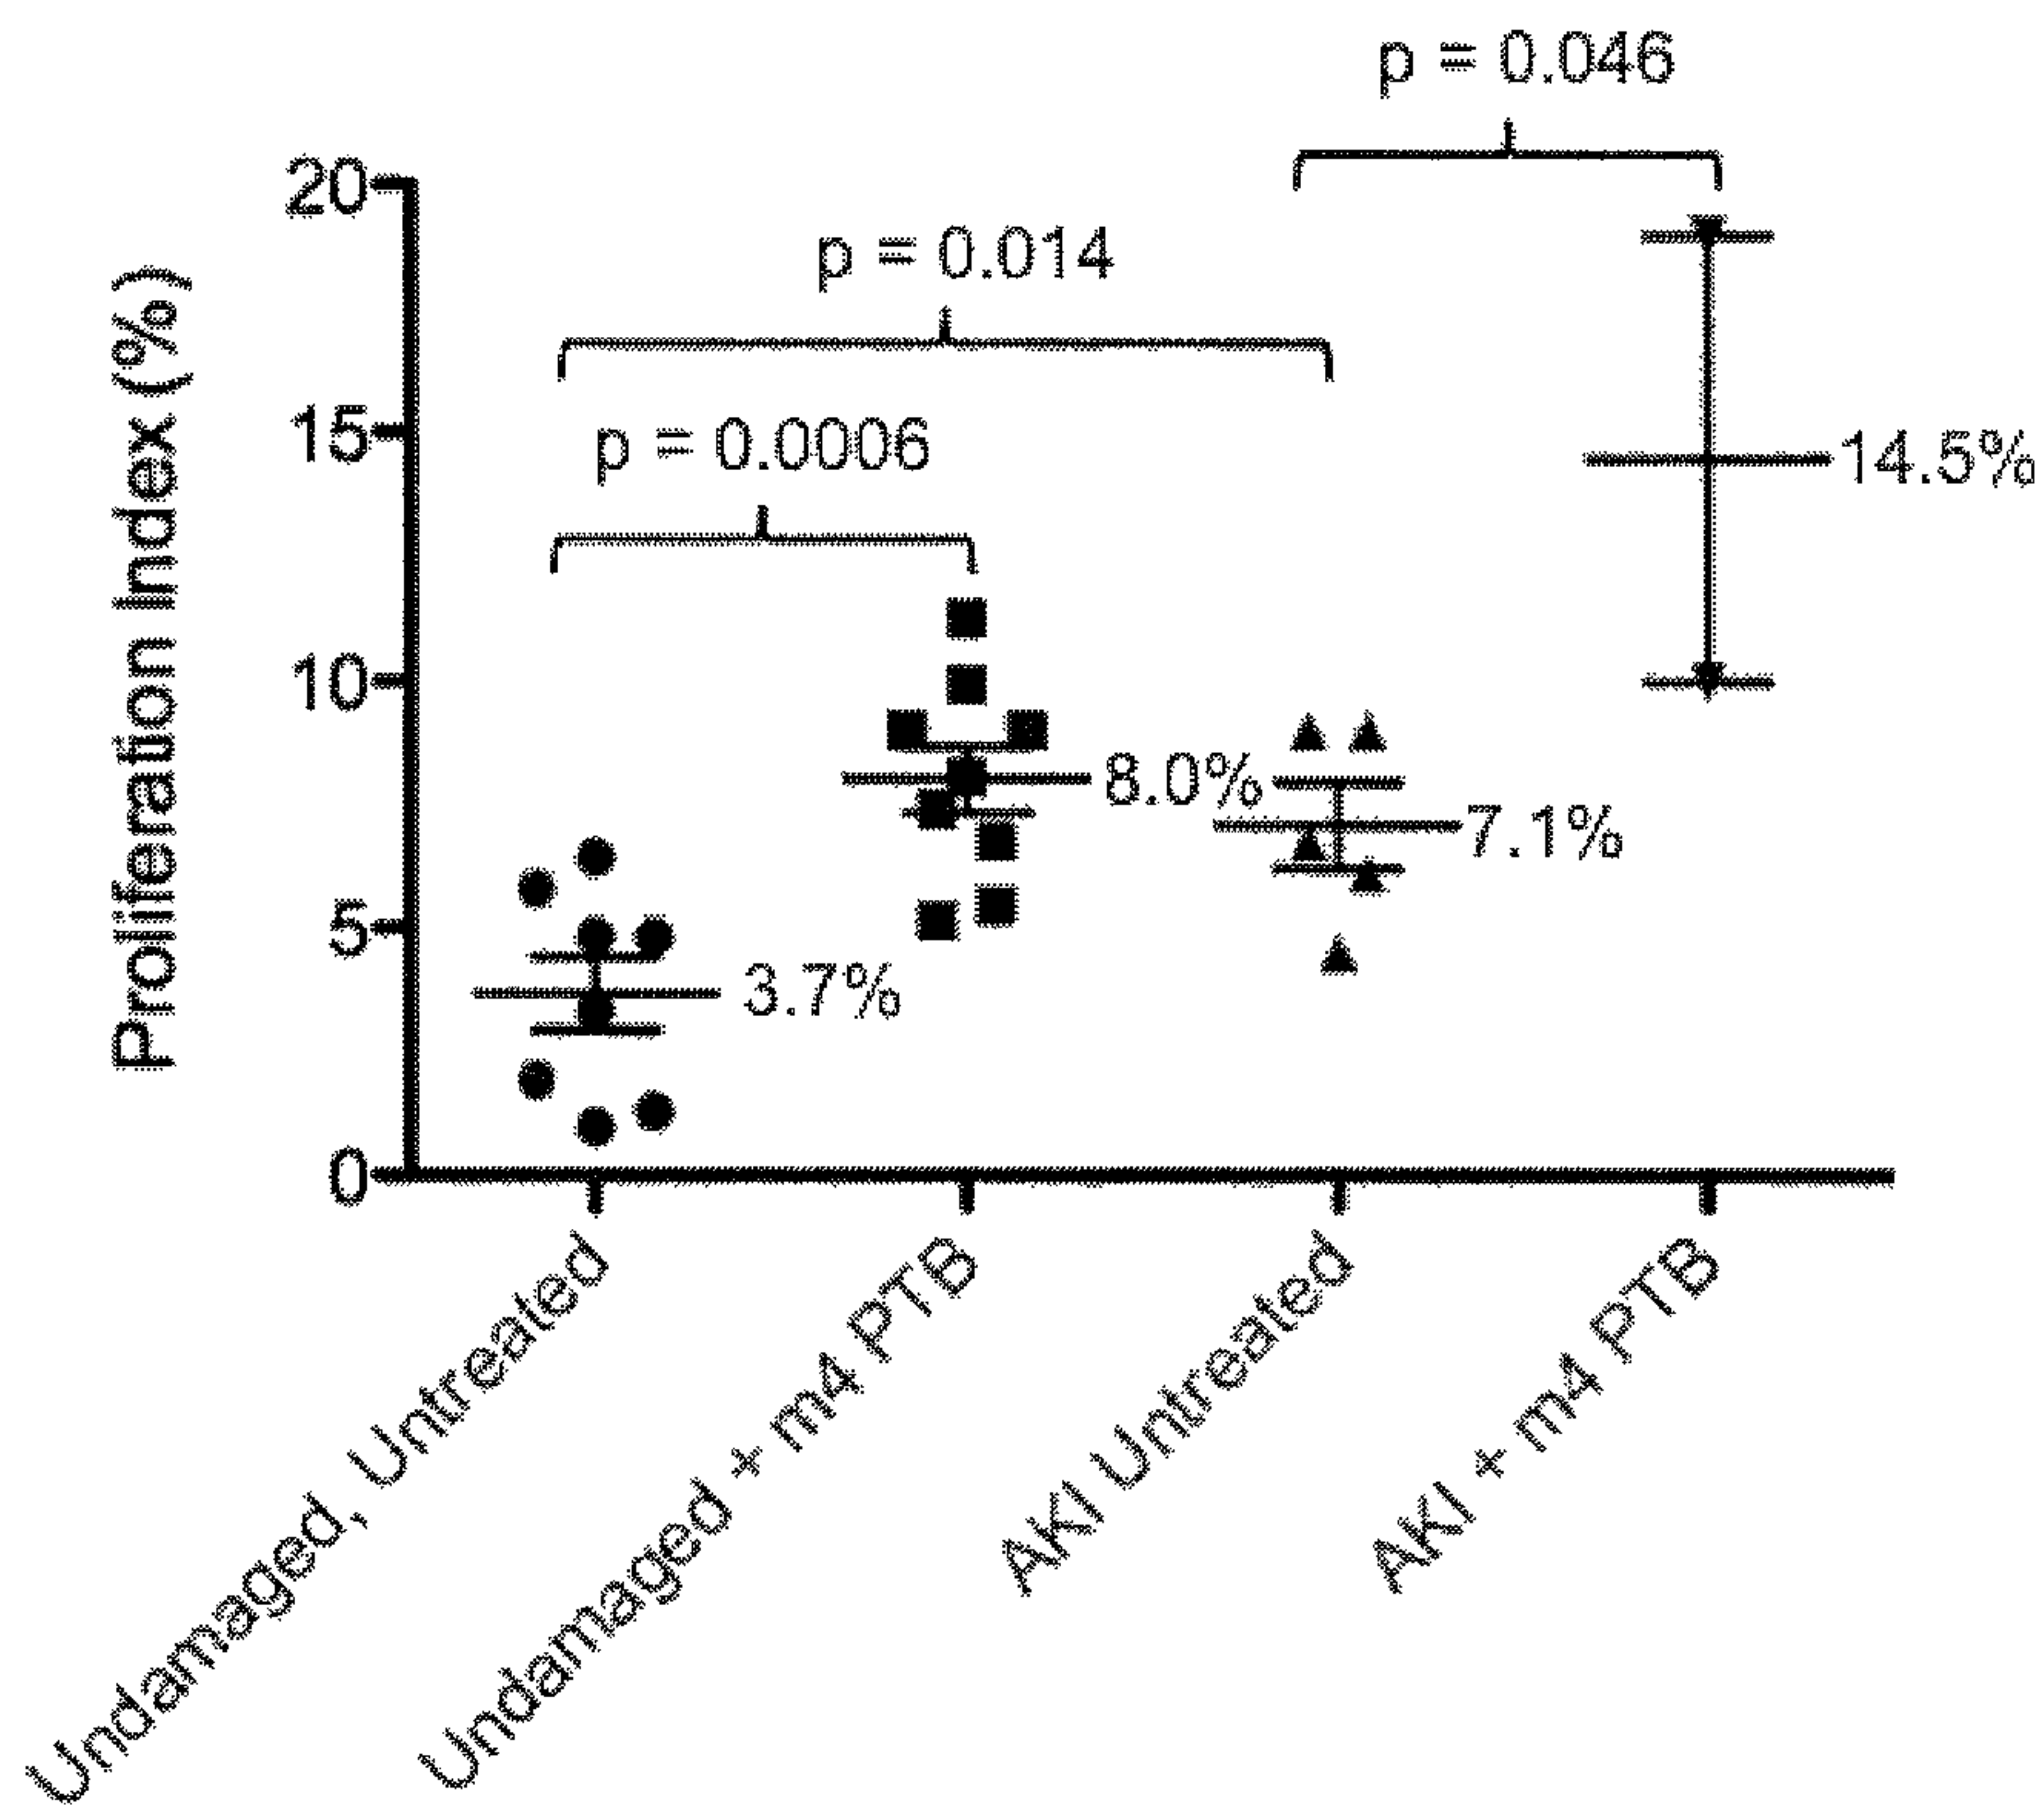 p = 0.046
20
p = 0.014
15
p = 0.0006
14.5%
Proliferation Index (%)
10
8.0%
7.1%
5
3.7%
0
Undamaged, Untreated
Undamaged + m4 PTB
AKI Untreated
AKI + m4 PTB